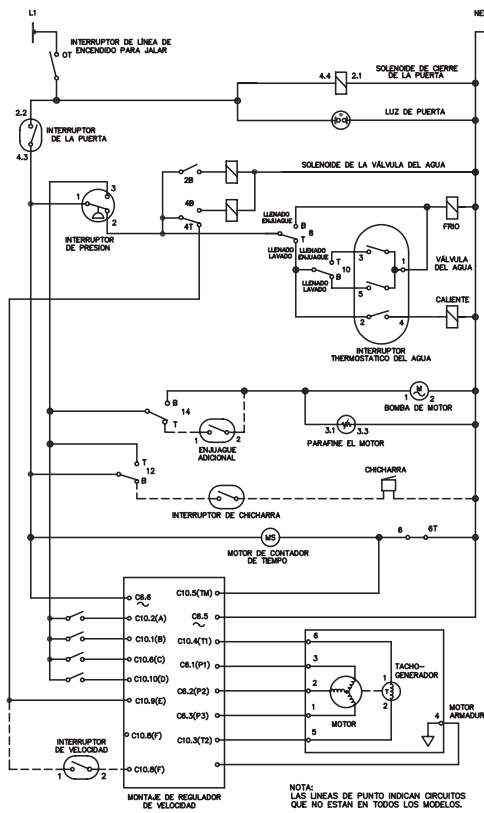 L1
NE
INTERRUPTOR DE LÍNEA DE
ENCENDIDO PARA JALAR
OT
SOLENOIDE DE CIERRE
DE LA PUERTA
4.4
2.1
LUZ DE PUERTA
2.2
INTERRUPTOR
DE LA PUERTA
4.3
SOLENOIDE DE LA VÁLVULA DEL AGUA
2B
4B
4T
3
1
2
INTERRUPTOR
DE PRESION
LLENADO
ENJUAGUE
B
8
T
LLENADO
LAVADO
LLENADO
ENJUAGUE
T
10
B
LLENADO
LAVADO
3
1
5
2
4
FRIO
VÁLVULA
DEL AGUA
CALIENTE
INTERRUPTOR
THERMOSTATICO DEL AGUA
B
14
T
1
2
ENJUAGUE
ADICIONAL
M
1
2
BOMBA DE MOTOR
3.1
3.3
PARAFINE EL MOTOR
T
12
B
CHICHARRA
INTERRUPTOR DE CHICHARRA
MS
MOTOR DE CONTADOR
DE TIEMPO
6
6T
C6.6
C10.5(TM)
C10.2(A)
C6.5
C10.1(B)
C10.4(T1)
C10.6(C)
C6.1(P1)
C10.10(D)
C6.2(P2)
C10.9(E)
C6.3(P3)
C10.8(F)
C10.3(T2)
C10.8(F)
6
3
2
1
5
MOTOR
TACHO-
GENERADOR
1
T
2
MOTOR
ARMADUR
4
INTERRUPTOR
DE VELOCIDAD
1
2
MONTAJE DE REGULADOR
DE VELOCIDAD
NOTA:
LAS LINEAS DE PUNTO INDICAN CIRCUITOS
QUE NO ESTAN EN TODOS LOS MODELOS.